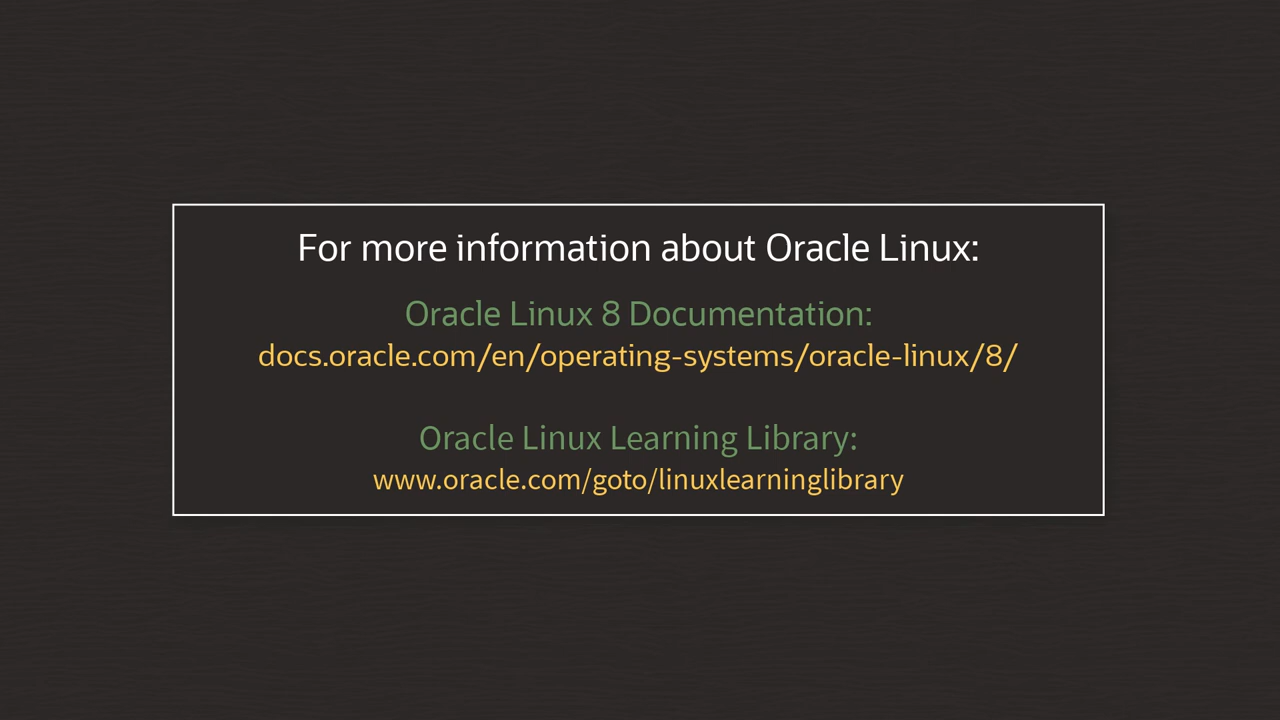 For more information about Oracle Linux:
Oracle Linux 8 Documentation:
docs.oracle.com/en/operating-systems/oracle-linux/8/
Oracle Linux Learning Library:
www.oracle.com/goto/linuxlearninglibrary